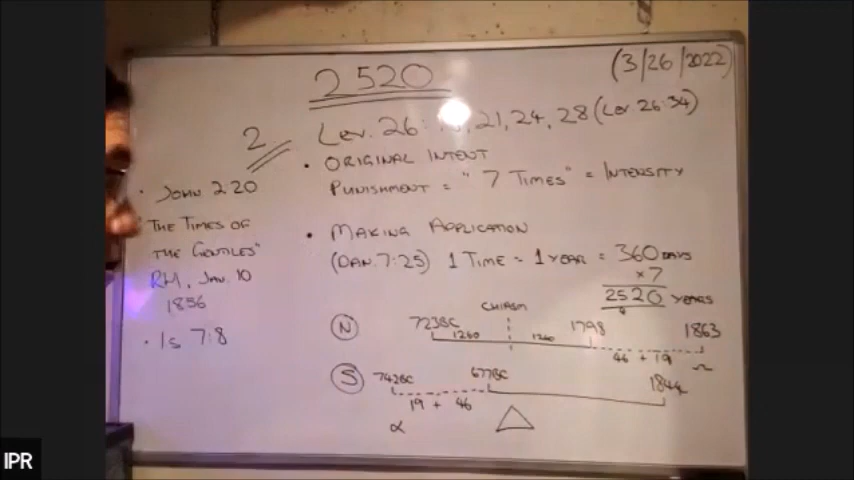 2520
(3/26/2022)
2
Lev. 26: ,21,24,28 (Lev. 26:34)
• ORIGINAL INTENT
PUNISHMENT = "7 TIMES" = INTENSITY
• MAKING APPLICATION
(DAN. 7:25) 1 TIME = 1 YEAR = 360 DAYS
×7
2520 YEARS
• JOHN 2:20
"THE TIMES OF
THE GENTILES"
RH, JAN. 10
1856
• Is 7:8
CHIASM
N 723BC 1260 1260 1798 46 + 19 1863
Ω
S 742BC 19 + 46 677BC 1844
α
IPR